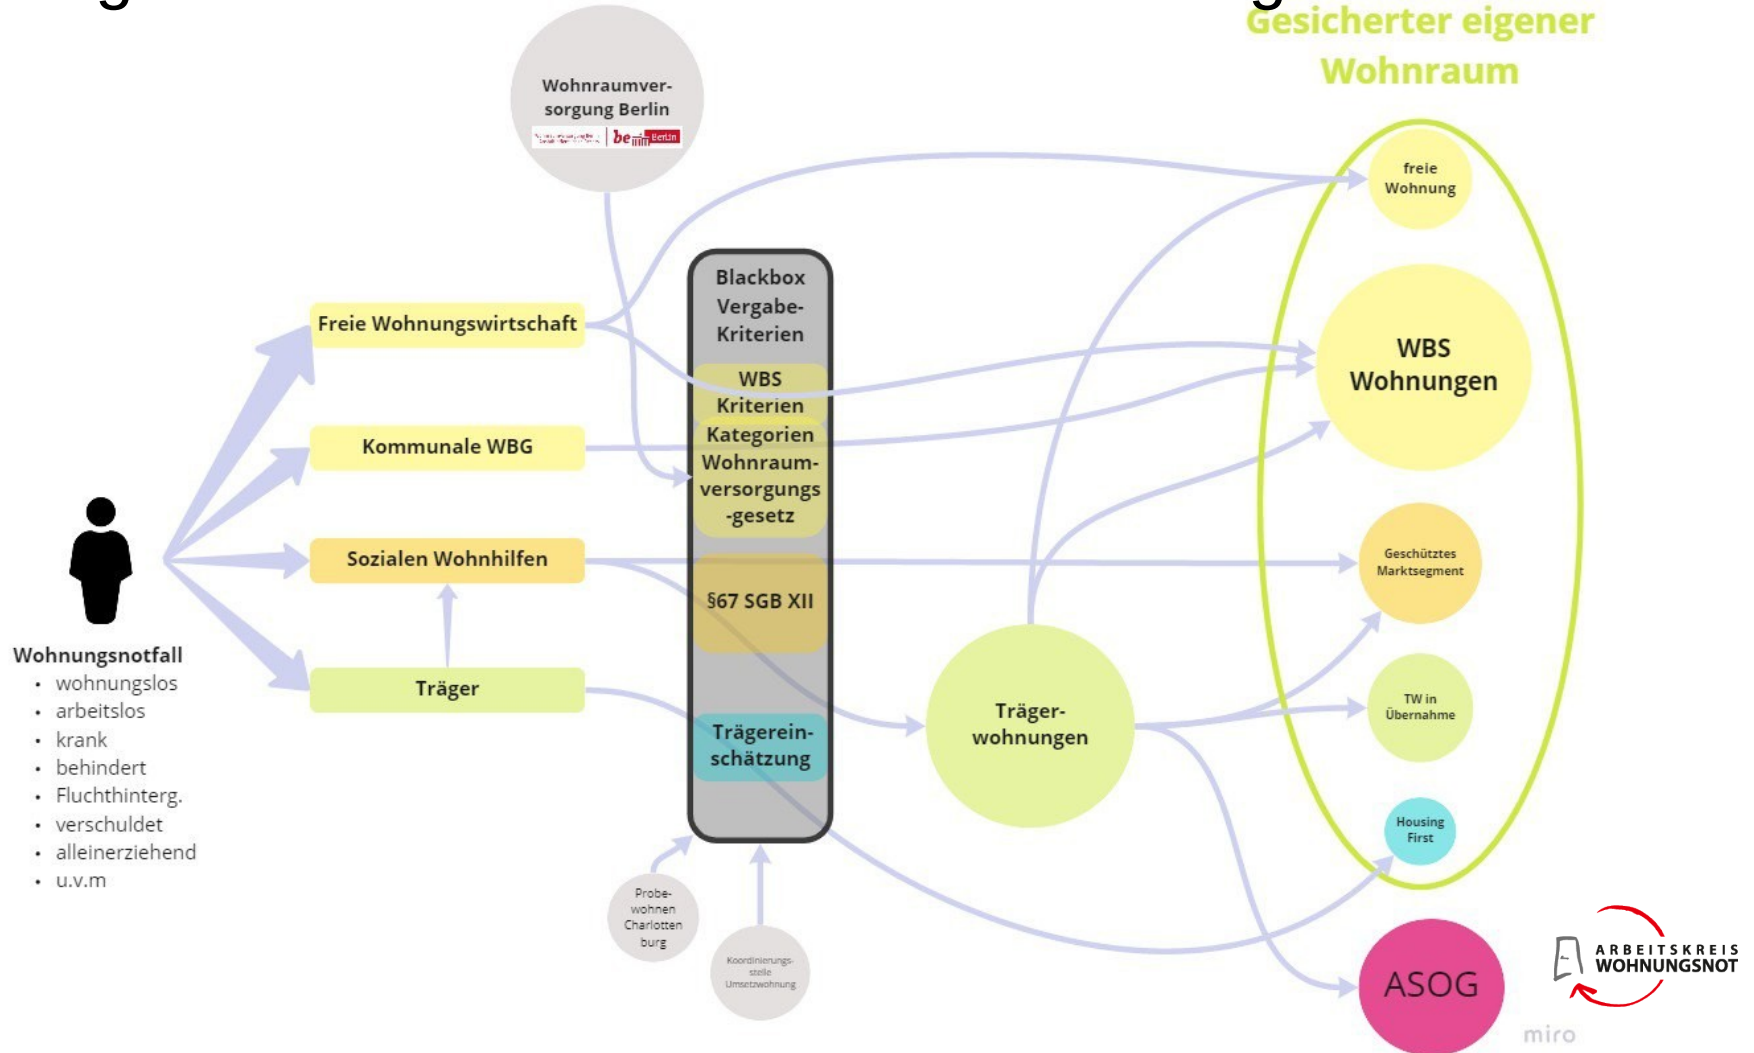 Gesicherter eigener
Wohnraum
Wohnraumver-
sorgung Berlin
be Berlin
freie
Wohnung
Blackbox
Vergabe-
Kriterien
Freie Wohnungswirtschaft
WBS
Wohnungen
WBS
Kriterien
Kategorien
Wohnraum-
versorgungs
-gesetz
Kommunale WBG
Sozialen Wohnhilfen
Geschütztes
Marktsegment
§67 SGB XII
Träger
Träger-
wohnungen
TW in
Übernahme
Trägerein-
schätzung
Housing
First
Wohnungsnotfall
• wohnungslos
• arbeitslos
• krank
• behindert
• Fluchthinterg.
• verschuldet
• alleinerziehend
• u.v.m
Probe-
wohnen
Charlotten
burg
Koordinierungs-
stelle
Umsetzwohnung
ASOG
ARBEITSKREIS
WOHNUNGSNOT
miro